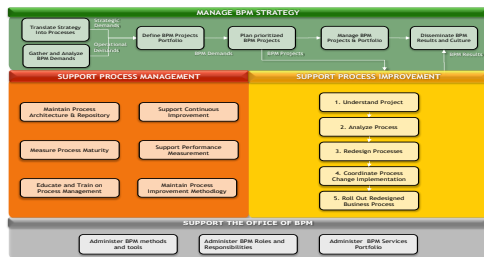 MANAGE BPM STRATEGY
Translate Strategy
Into Processes
Strategic
Demands
Gather and Analyze
BPM Demands
Operational
Demands
Define BPM Projects
Portfolio
BPM Demands
Plan prioritized
BPM Projects
BPM Projects
Manage BPM
Projects & Portfolio
Disseminate BPM
Results and Culture
BPM Results
SUPPORT PROCESS MANAGEMENT
Maintain Process
Architecture & Repository
Support Continuous
Improvement
Measure Process Maturity
Support Performance
Measurement
Educate and Train on
Process Management
Maintain Process
Improvement Methodlogy
SUPPORT PROCESS IMPROVEMENT
1. Understand Project
2. Analyze Process
3. Redesign Processes
4. Coordinate Process
Change Implementation
5. Roll Out Redesigned
Business Process
SUPPORT THE OFFICE OF BPM
Administer BPM methods
and tools
Administer BPM Roles and
Responsibilities
Administer BPM Services
Portfolio